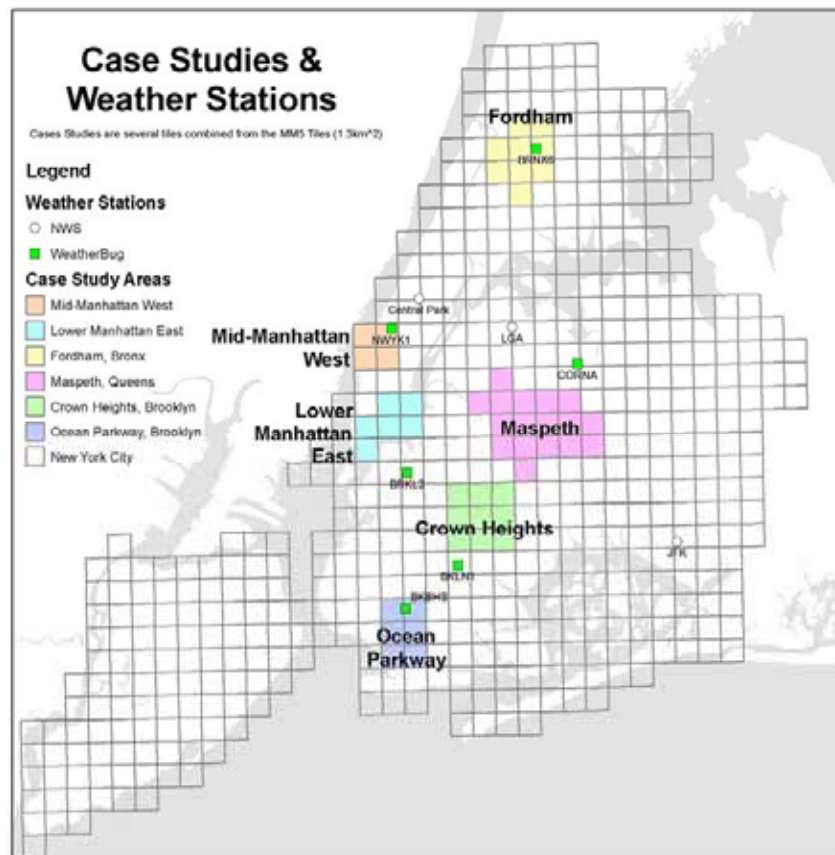 Case Studies &
Weather Stations
Cases Studies are several tiles combined from the MM5 Tiles (1.3km^2)
Legend
Weather Stations
NWS
WeatherBug
Case Study Areas
Mid-Manhattan West
Lower Manhattan East
Fordham, Bronx
Maspeth, Queens
Crown Heights, Brooklyn
Ocean Parkway, Brooklyn
New York City
Fordham
BRNX6
Central Park
NWYK1
LGA
Mid-Manhattan
West
CORNA
Lower
Manhattan
East
Maspeth
BRKL2
Crown Heights
JFK
Ocean
Parkway